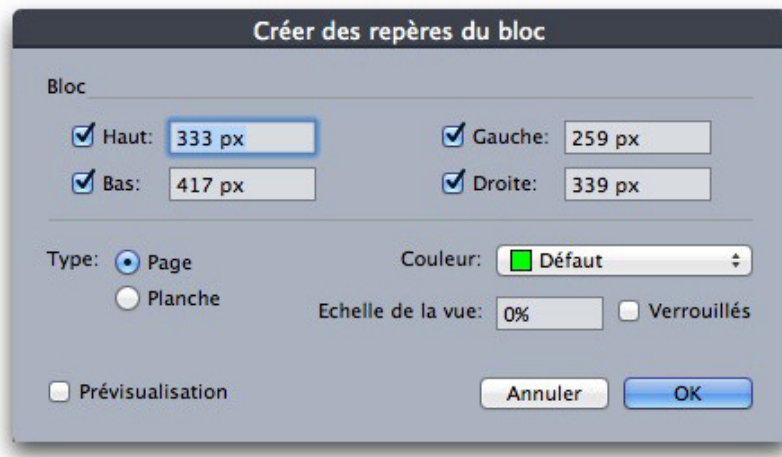 Créer des repères du bloc
Bloc
Haut: 333 px Gauche: 259 px
Bas: 417 px Droite: 339 px
Type: Page Couleur: Défaut
Planche
Echelle de la vue: 0% Verrouillés
Prévisualisation Annuler OK